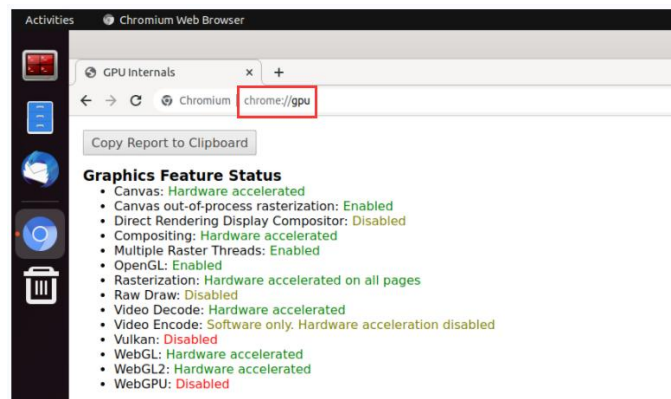 Activities Chromium Web Browser
GPU Internals × +
Chromium | chrome://gpu
Copy Report to Clipboard
Graphics Feature Status
• Canvas: Hardware accelerated
• Canvas out-of-process rasterization: Enabled
• Direct Rendering Display Compositor: Disabled
• Compositing: Hardware accelerated
• Multiple Raster Threads: Enabled
• OpenGL: Enabled
• Rasterization: Hardware accelerated on all pages
• Raw Draw: Disabled
• Video Decode: Hardware accelerated
• Video Encode: Software only. Hardware acceleration disabled
• Vulkan: Disabled
• WebGL: Hardware accelerated
• WebGL2: Hardware accelerated
• WebGPU: Disabled